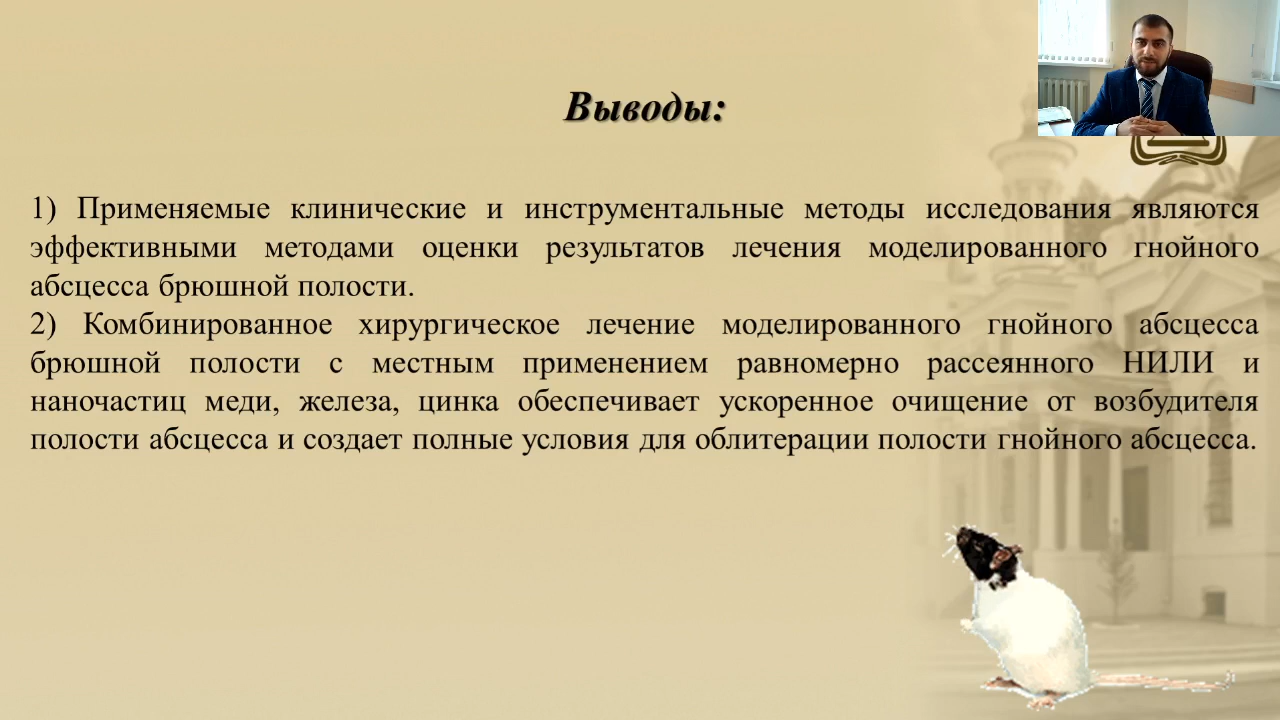 Выводы:
1) Применяемые клинические и инструментальные методы исследования являются
эффективными методами оценки результатов лечения моделированного гнойного
абсцесса брюшной полости.
2) Комбинированное хирургическое лечение моделированного гнойного абсцесса
брюшной полости с местным применением равномерно рассеянного НИЛИ и
наночастиц меди, железа, цинка обеспечивает ускоренное очищение от возбудителя
полости абсцесса и создает полные условия для облитерации полости гнойного абсцесса.